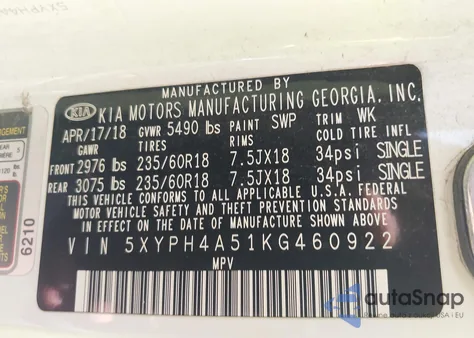 MANUFACTURED BY
KIA KIA MOTORS MANUFACTURING GEORGIA, INC.
APR/17/18 GVWR 5490 lbs PAINT SWP TRIM WK
GAWR TIRES COLD TIRE INFL
FRONT 2976 lbs 235/60R18 7.5JX18 34psi SINGLE
REAR 3075 lbs 235/60R18 7.5JX18 34psi SINGLE
THIS VEHICLE CONFORMS TO ALL APPLICABLE U.S.A. FEDERAL
MOTOR VEHICLE SAFETY AND THEFT PREVENTION STANDARDS
IN EFFECT ON THE DATE OF MANUFACTURE SHOWN ABOVE.
VIN 5XYPH4A51KG460922
MPV
6210
autoSnap